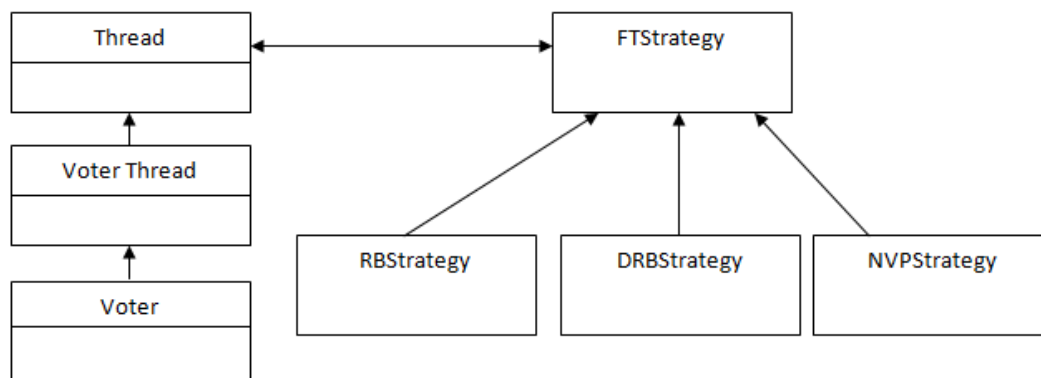 Thread
FTStrategy
Voter Thread
RBStrategy
DRBStrategy
NVPStrategy
Voter